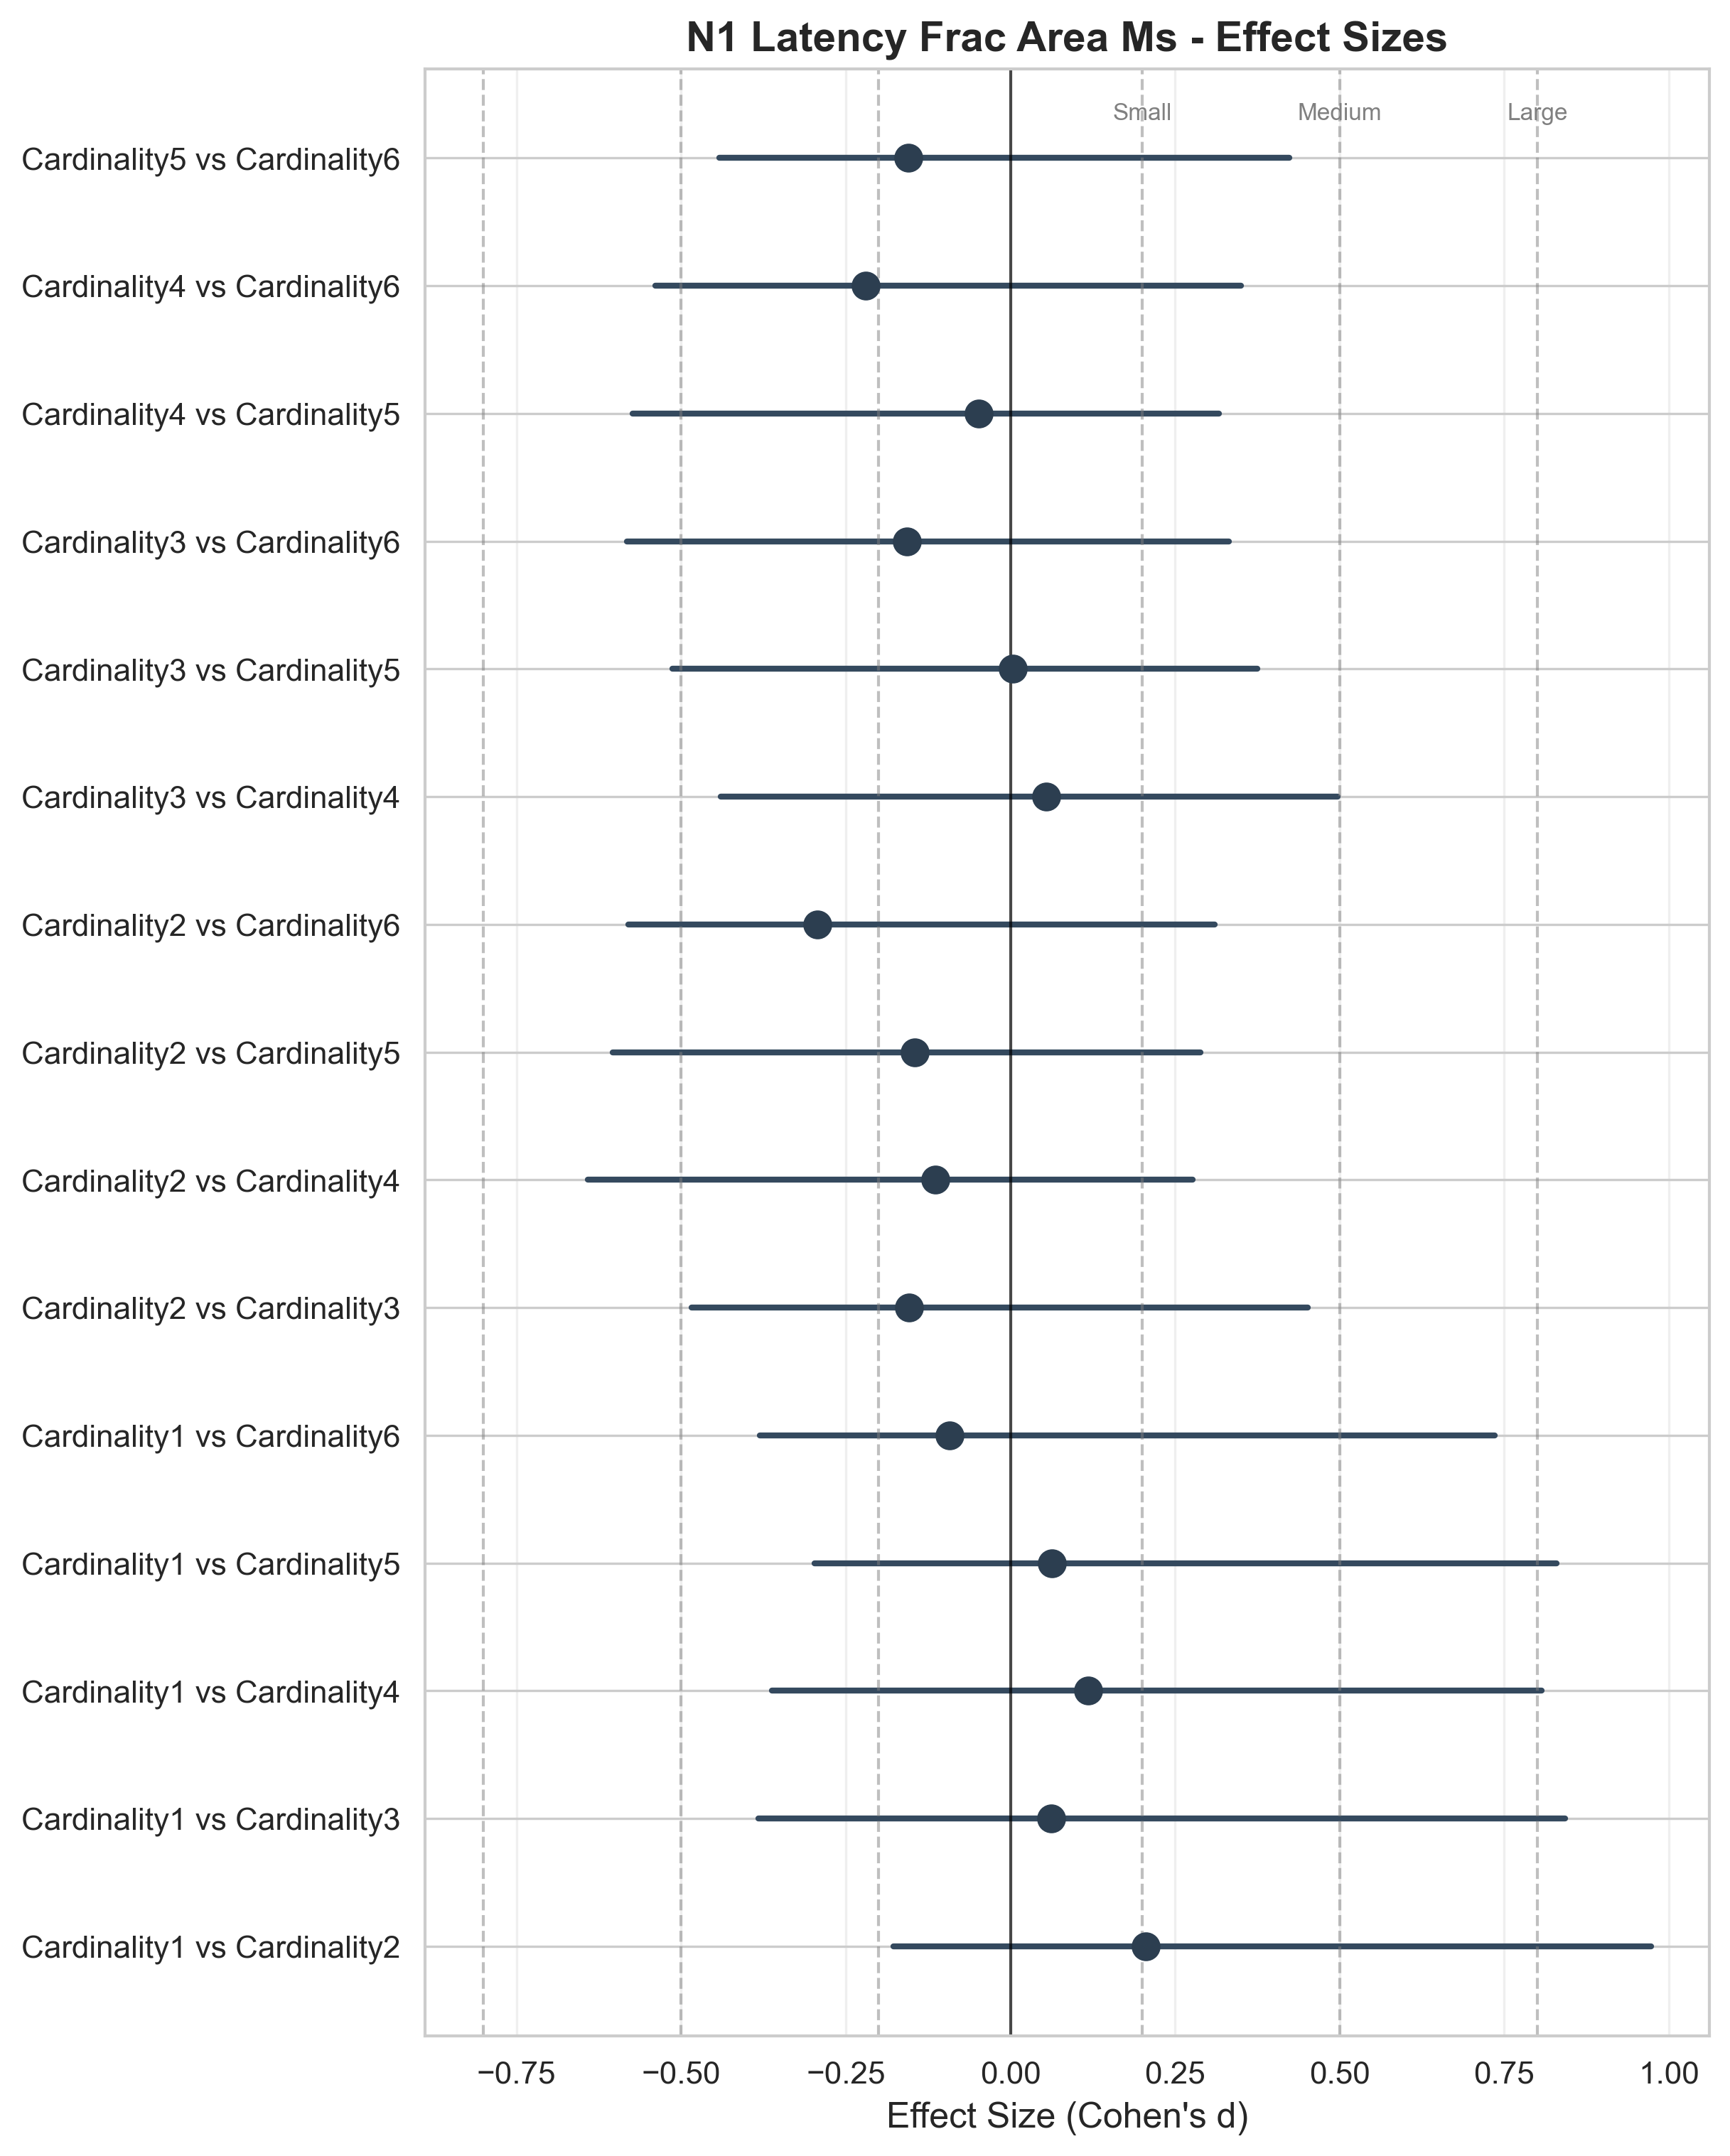 N1 Latency Frac Area Ms - Effect Sizes
Small Medium Large
Cardinality5 vs Cardinality6
Cardinality4 vs Cardinality6
Cardinality4 vs Cardinality5
Cardinality3 vs Cardinality6
Cardinality3 vs Cardinality5
Cardinality3 vs Cardinality4
Cardinality2 vs Cardinality6
Cardinality2 vs Cardinality5
Cardinality2 vs Cardinality4
Cardinality2 vs Cardinality3
Cardinality1 vs Cardinality6
Cardinality1 vs Cardinality5
Cardinality1 vs Cardinality4
Cardinality1 vs Cardinality3
Cardinality1 vs Cardinality2
−0.75 −0.50 −0.25 0.00 0.25 0.50 0.75 1.00
Effect Size (Cohen's d)